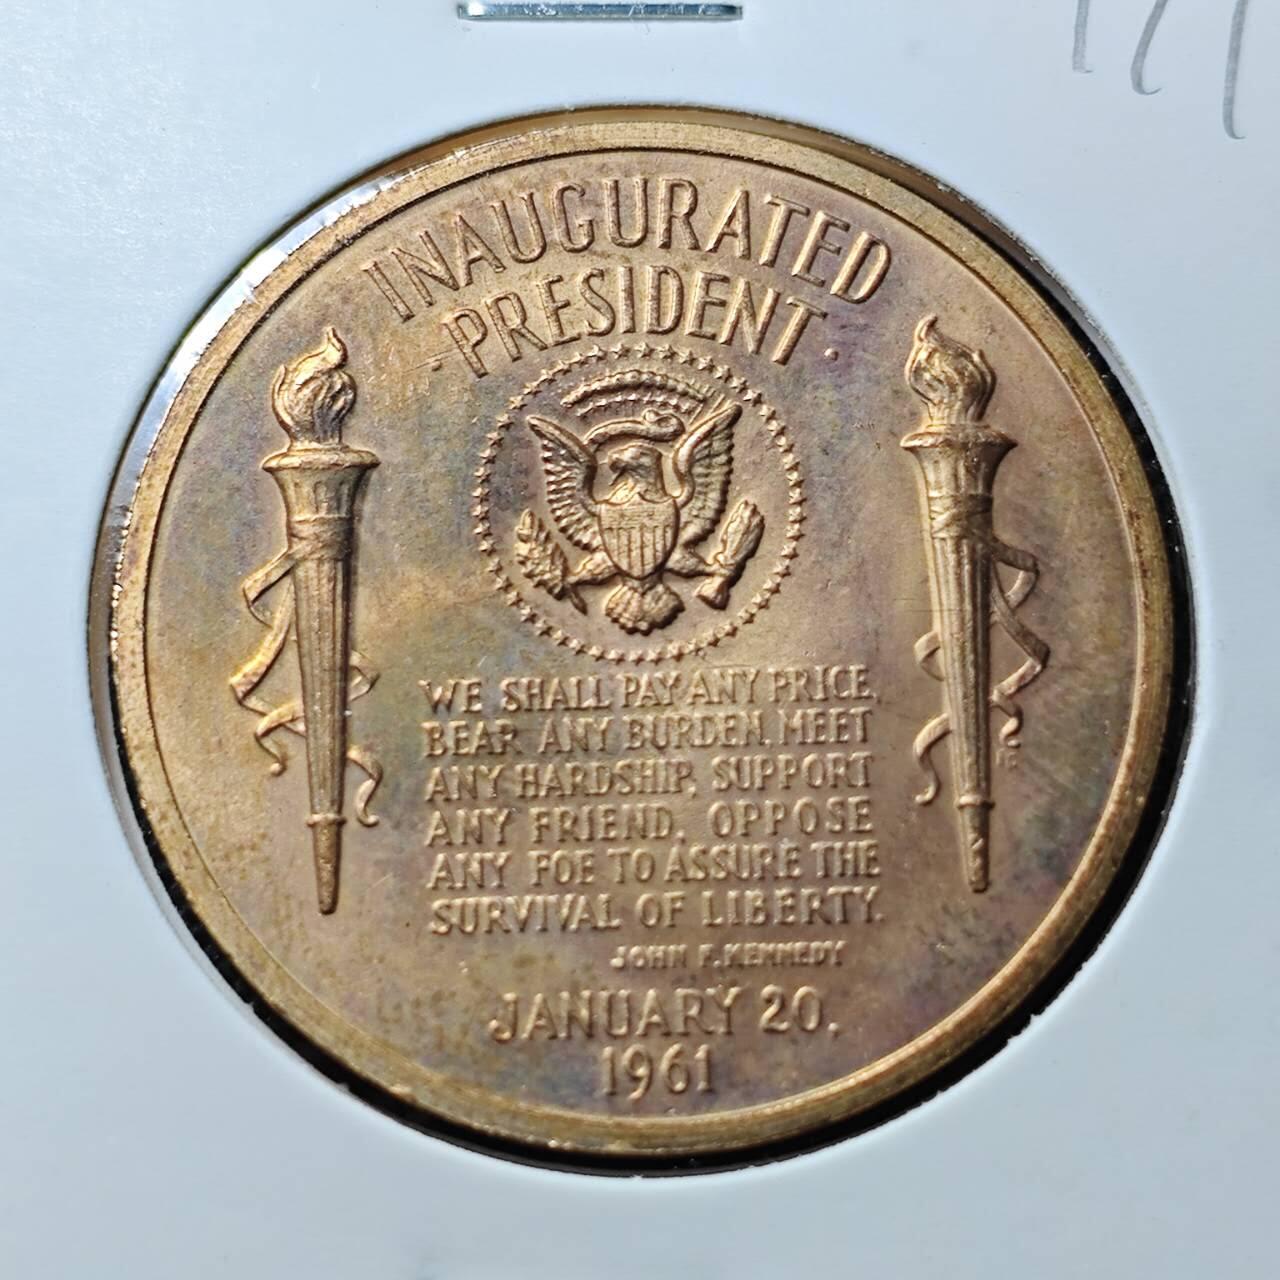 INAUGURATED
·PRESIDENT·
WE SHALL PAY ANY PRICE,
BEAR ANY BURDEN, MEET
ANY HARDSHIP, SUPPORT
ANY FRIEND, OPPOSE
ANY FOE TO ASSURE THE
SURVIVAL OF LIBERTY.
JOHN F. KENNEDY
JANUARY 20,
1961